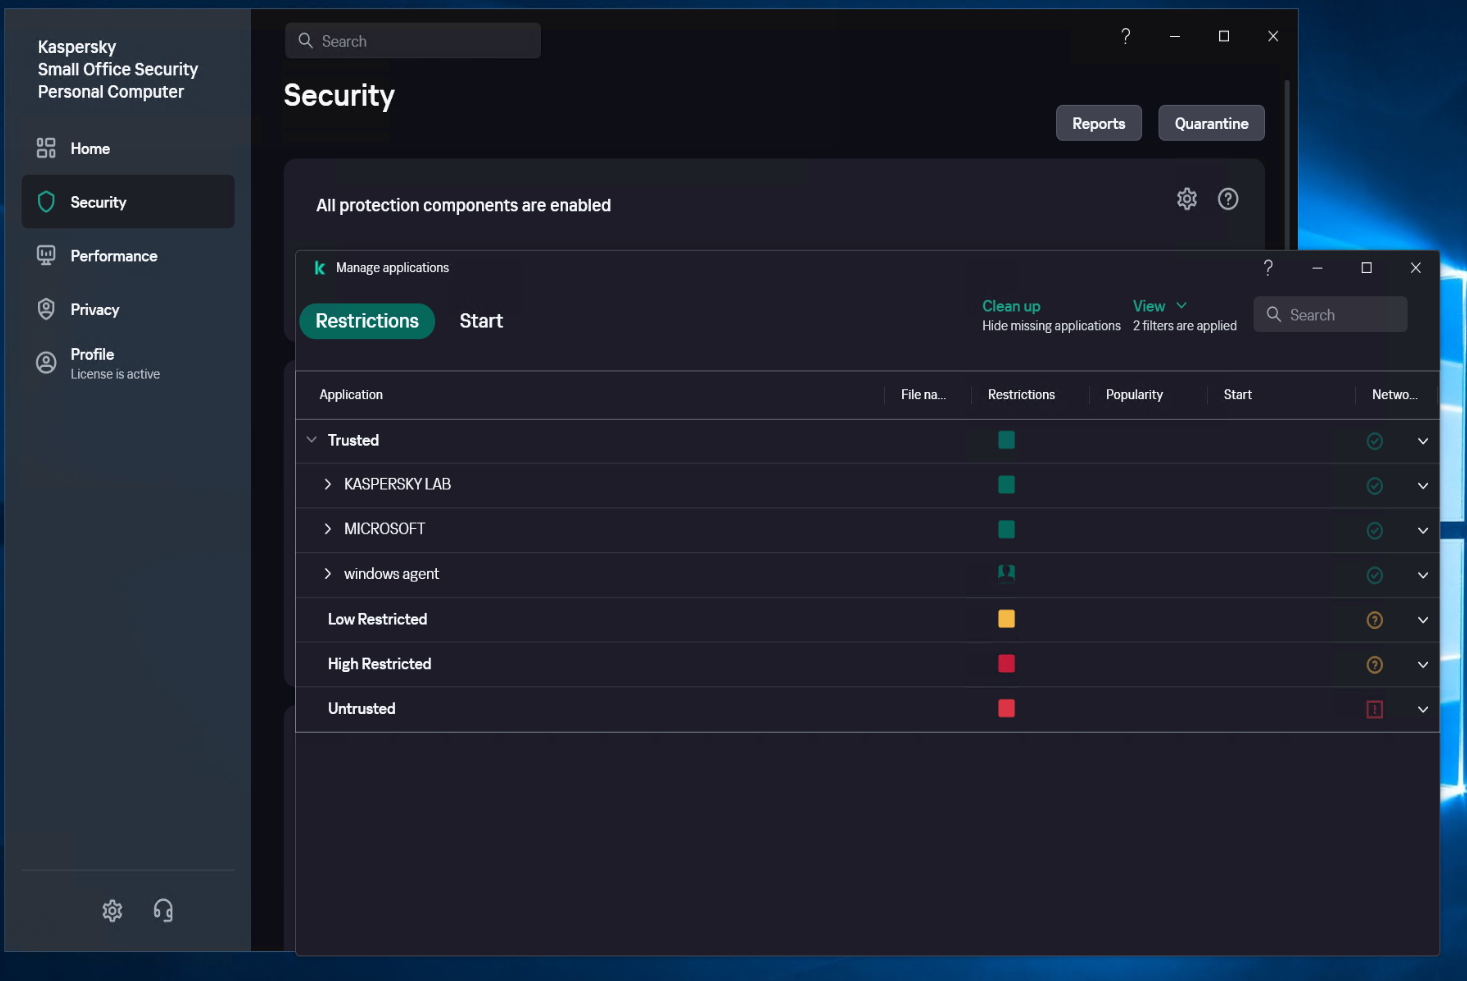 Kaspersky
Small Office Security
Personal Computer
Home
Security
Performance
Privacy
Profile
License is active
Search
Security
Reports
Quarantine
All protection components are enabled
Manage applications
Restrictions
Start
Clean up
Hide missing applications
View
2 filters are applied
Search
Application
File na...
Restrictions
Popularity
Start
Netwo...
Trusted
KASPERSKY LAB
MICROSOFT
windows agent
Low Restricted
High Restricted
Untrusted